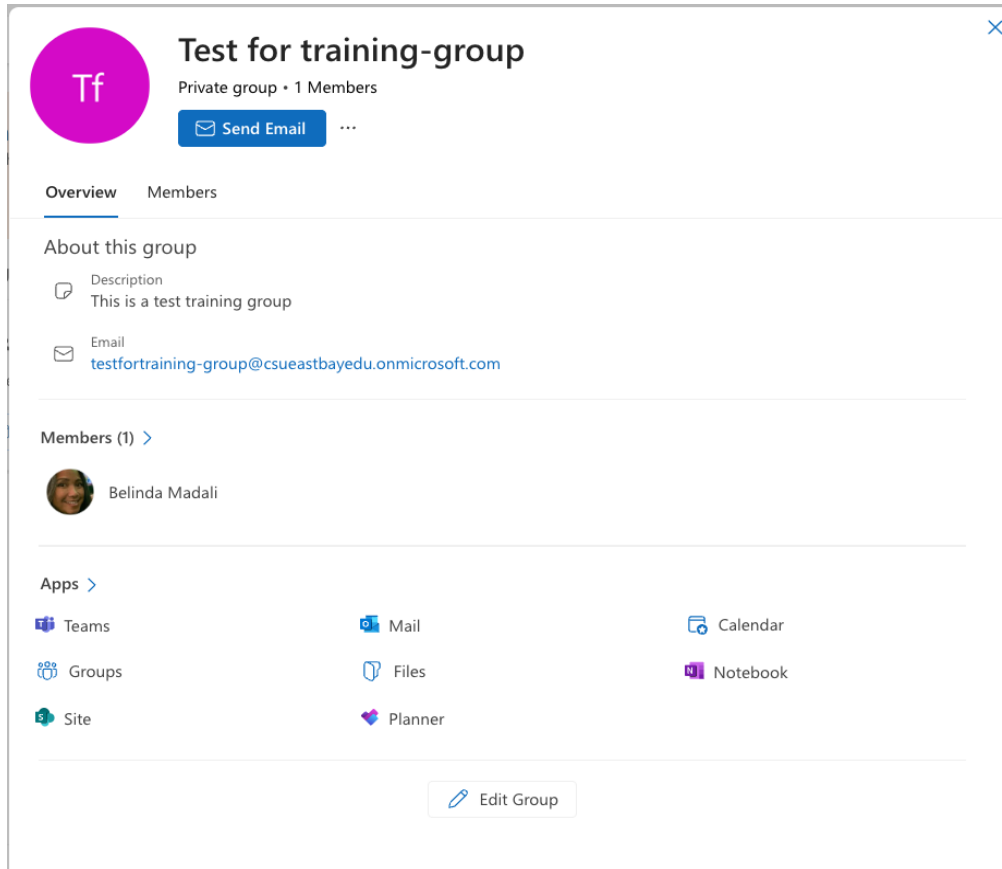 Tf
Test for training-group
Private group • 1 Members
Send Email ...
Overview Members
About this group
Description
This is a test training group
Email
testfortraining-group@csueastbayedu.onmicrosoft.com
Members (1)
Belinda Madali
Apps
Teams Mail Calendar
Groups Files Notebook
Site Planner
Edit Group